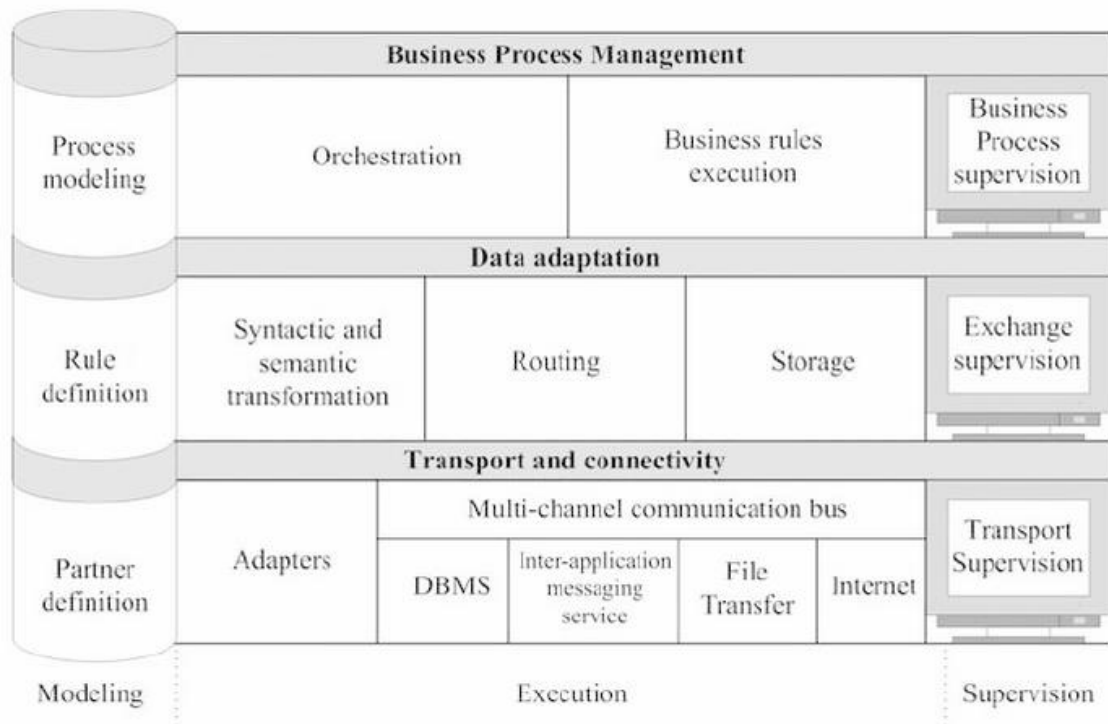 Business Process Management
Process
modeling
Orchestration
Business rules
execution
Business
Process
supervision
Data adaptation
Rule
definition
Syntactic and
semantic
transformation
Routing
Storage
Exchange
supervision
Transport and connectivity
Partner
definition
Adapters
Multi-channel communication bus
DBMS
Inter-application
messaging
service
File
Transfer
Internet
Transport
Supervision
Modeling
Execution
Supervision